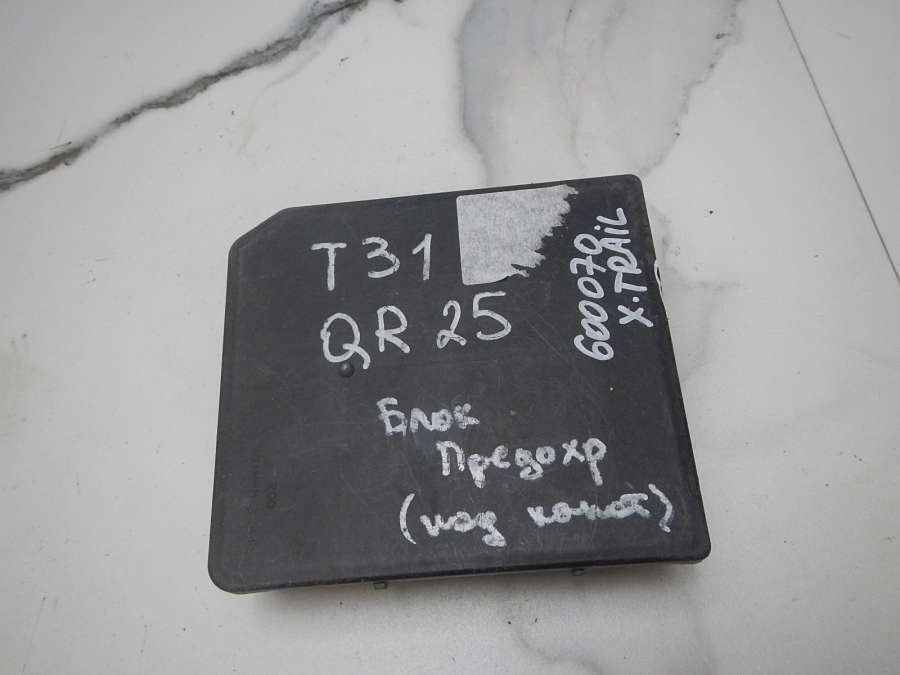 T31
QR 25
Блок
Предохр
(под капот)
600070
X-TRAIL